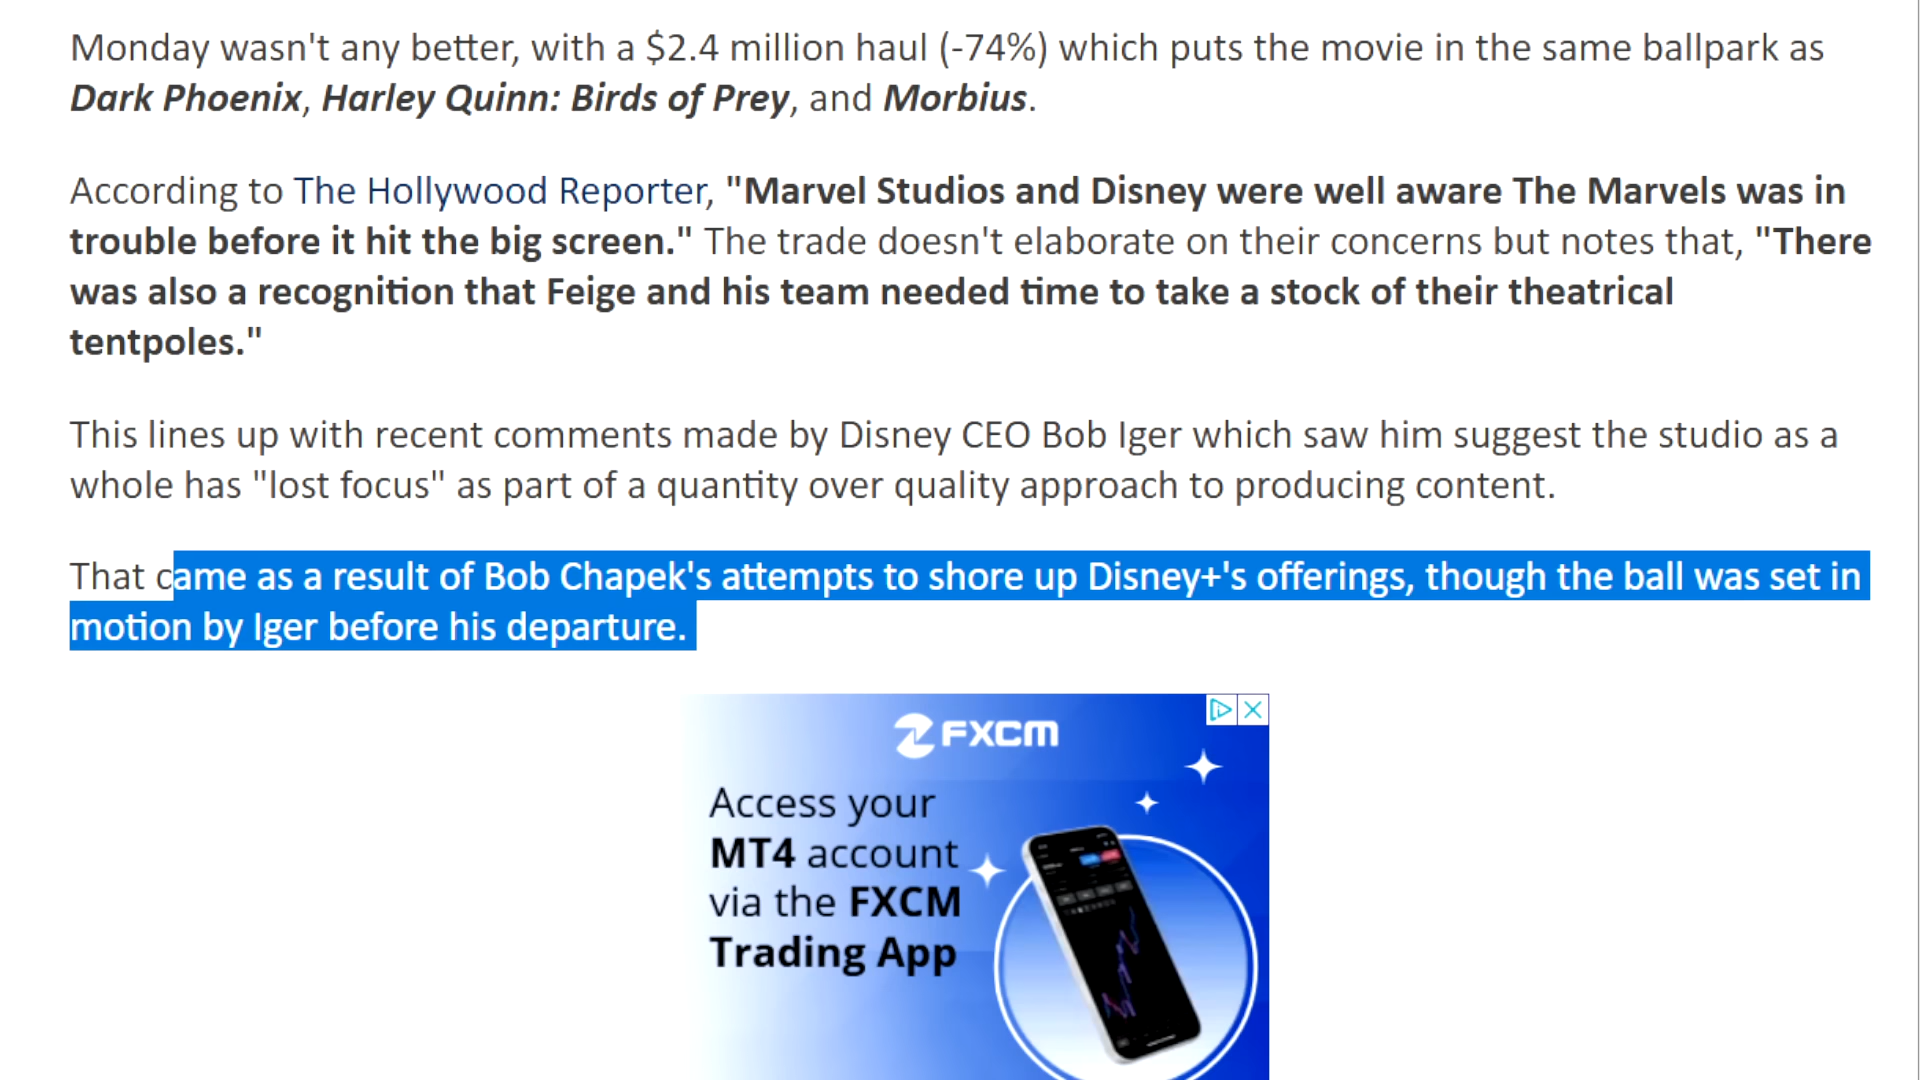 Monday wasn't any better, with a $2.4 million haul (-74%) which puts the movie in the same ballpark as
Dark Phoenix, Harley Quinn: Birds of Prey, and Morbius.
According to The Hollywood Reporter, "Marvel Studios and Disney were well aware The Marvels was in
trouble before it hit the big screen." The trade doesn't elaborate on their concerns but notes that, "There
was also a recognition that Feige and his team needed time to take a stock of their theatrical
tentpoles."
This lines up with recent comments made by Disney CEO Bob Iger which saw him suggest the studio as a
whole has "lost focus" as part of a quantity over quality approach to producing content.
That came as a result of Bob Chapek's attempts to shore up Disney+'s offerings, though the ball was set in
motion by Iger before his departure.
FXCM
Access your
MT4 account
via the FXCM
Trading App